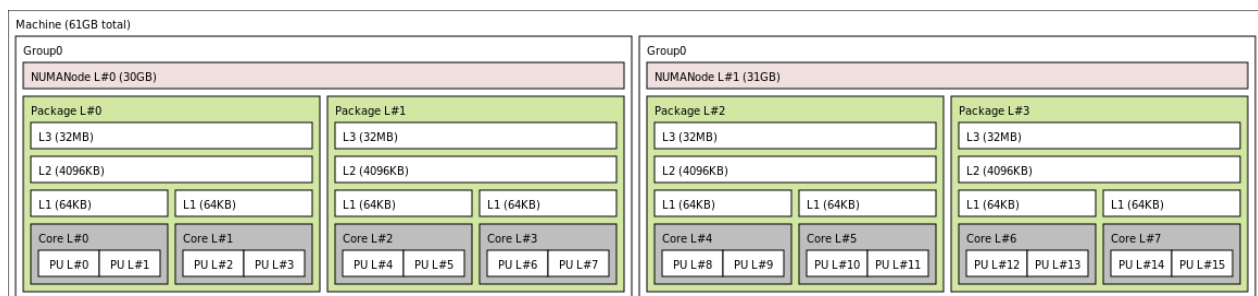 Machine (61GB total)
Group0
NUMANode L#0 (30GB)
Package L#0
L3 (32MB)
L2 (4096KB)
L1 (64KB)
L1 (64KB)
Core L#0
PU L#0
PU L#1
Core L#1
PU L#2
PU L#3
Package L#1
L3 (32MB)
L2 (4096KB)
L1 (64KB)
L1 (64KB)
Core L#2
PU L#4
PU L#5
Core L#3
PU L#6
PU L#7
Group0
NUMANode L#1 (31GB)
Package L#2
L3 (32MB)
L2 (4096KB)
L1 (64KB)
L1 (64KB)
Core L#4
PU L#8
PU L#9
Core L#5
PU L#10
PU L#11
Package L#3
L3 (32MB)
L2 (4096KB)
L1 (64KB)
L1 (64KB)
Core L#6
PU L#12
PU L#13
Core L#7
PU L#14
PU L#15